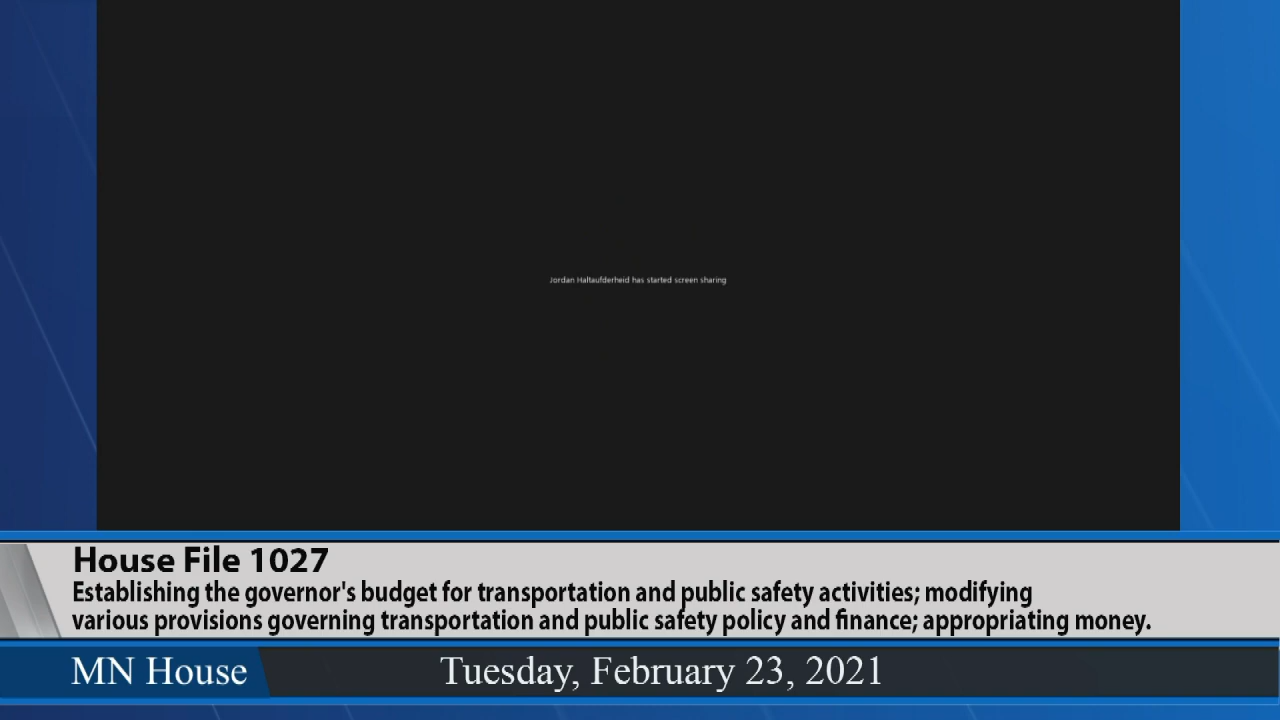 Jordan Haltaufderheid has started screen sharing
House File 1027
Establishing the governor's budget for transportation and public safety activities; modifying
various provisions governing transportation and public safety policy and finance; appropriating money.
MN House
Tuesday, February 23, 2021